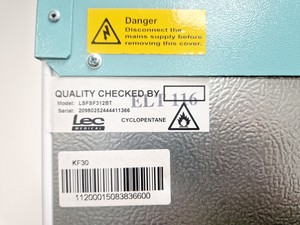 Danger
Disconnect the
mains supply before
removing this cover.
QUALITY CHECKED BY
ELT 116
Model: LSFSF312BT
Serial: 20980252444411366
Lec
MEDICAL
CYCLOPENTANE
KF30
11200015083836600